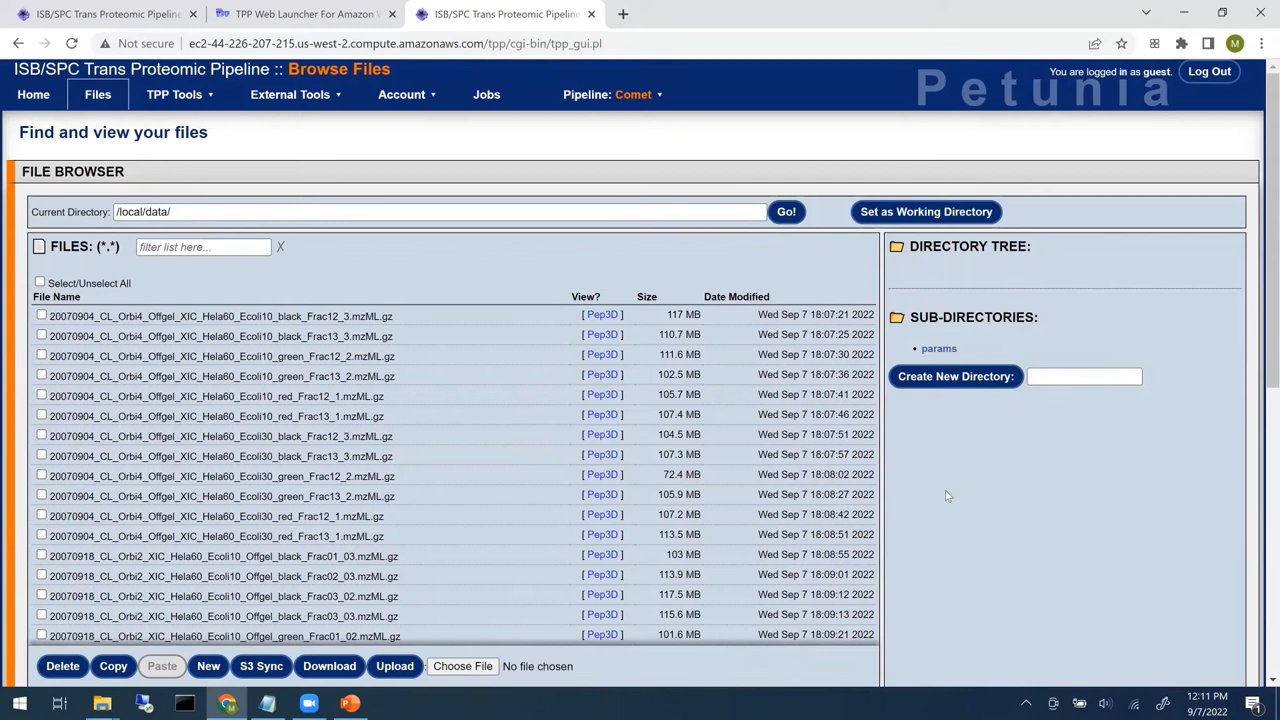 ISB/SPC Trans Proteomic Pipeline
TPP Web Launcher For Amazon
ISB/SPC Trans Proteomic Pipeline
Not secure
ec2-44-226-207-215.us-west-2.compute.amazonaws.com/tpp/cgi-bin/tpp_gui.pl
M
ISB/SPC Trans Proteomic Pipeline :: Browse Files
Petunia
You are logged in as guest.
Log Out
Home Files TPP Tools External Tools Account Jobs Pipeline: Comet
Find and view your files
FILE BROWSER
Current Directory: /local/data/ Go! Set as Working Directory
FILES: (*.*) filter list here... X
Select/Unselect All
File Name View? Size Date Modified
20070904_CL_Orbi4_Offgel_XIC_Hela60_Ecoli10_black_Frac12_3.mzML.gz [ Pep3D ] 117 MB Wed Sep 7 18:07:21 2022
20070904_CL_Orbi4_Offgel_XIC_Hela60_Ecoli10_black_Frac13_3.mzML.gz [ Pep3D ] 110.7 MB Wed Sep 7 18:07:25 2022
20070904_CL_Orbi4_Offgel_XIC_Hela60_Ecoli10_green_Frac12_2.mzML.gz [ Pep3D ] 111.6 MB Wed Sep 7 18:07:30 2022
20070904_CL_Orbi4_Offgel_XIC_Hela60_Ecoli10_green_Frac13_2.mzML.gz [ Pep3D ] 102.5 MB Wed Sep 7 18:07:36 2022
20070904_CL_Orbi4_Offgel_XIC_Hela60_Ecoli10_red_Frac12_1.mzML.gz [ Pep3D ] 105.7 MB Wed Sep 7 18:07:41 2022
20070904_CL_Orbi4_Offgel_XIC_Hela60_Ecoli10_red_Frac13_1.mzML.gz [ Pep3D ] 107.4 MB Wed Sep 7 18:07:46 2022
20070904_CL_Orbi4_Offgel_XIC_Hela60_Ecoli30_black_Frac12_3.mzML.gz [ Pep3D ] 104.5 MB Wed Sep 7 18:07:51 2022
20070904_CL_Orbi4_Offgel_XIC_Hela60_Ecoli30_black_Frac13_3.mzML.gz [ Pep3D ] 107.3 MB Wed Sep 7 18:07:57 2022
20070904_CL_Orbi4_Offgel_XIC_Hela60_Ecoli30_green_Frac12_2.mzML.gz [ Pep3D ] 72.4 MB Wed Sep 7 18:08:02 2022
20070904_CL_Orbi4_Offgel_XIC_Hela60_Ecoli30_green_Frac13_2.mzML.gz [ Pep3D ] 105.9 MB Wed Sep 7 18:08:27 2022
20070904_CL_Orbi4_Offgel_XIC_Hela60_Ecoli30_red_Frac12_1.mzML.gz [ Pep3D ] 107.2 MB Wed Sep 7 18:08:42 2022
20070904_CL_Orbi4_Offgel_XIC_Hela60_Ecoli30_red_Frac13_1.mzML.gz [ Pep3D ] 113.5 MB Wed Sep 7 18:08:51 2022
20070918_CL_Orbi2_XIC_Hela60_Ecoli10_Offgel_black_Frac01_03.mzML.gz [ Pep3D ] 103 MB Wed Sep 7 18:08:55 2022
20070918_CL_Orbi2_XIC_Hela60_Ecoli10_Offgel_black_Frac02_03.mzML.gz [ Pep3D ] 113.9 MB Wed Sep 7 18:09:01 2022
20070918_CL_Orbi2_XIC_Hela60_Ecoli10_Offgel_black_Frac03_02.mzML.gz [ Pep3D ] 117.5 MB Wed Sep 7 18:09:12 2022
20070918_CL_Orbi2_XIC_Hela60_Ecoli10_Offgel_black_Frac03_03.mzML.gz [ Pep3D ] 115.6 MB Wed Sep 7 18:09:13 2022
20070918_CL_Orbi2_XIC_Hela60_Ecoli10_Offgel_green_Frac01_02.mzML.gz [ Pep3D ] 101.6 MB Wed Sep 7 18:09:21 2022
Delete Copy Paste New S3 Sync Download Upload : Choose File No file chosen
DIRECTORY TREE:
SUB-DIRECTORIES:
• params
Create New Directory:
12:11 PM
9/7/2022
1